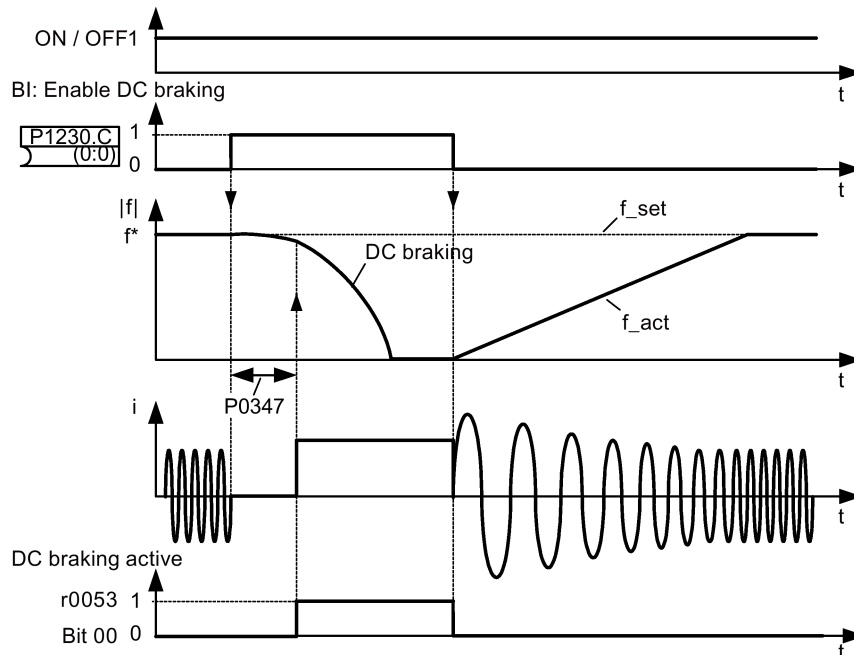 ON / OFF1
t
BI: Enable DC braking
P1230.C
(0:0)
1
0
t
|f|
f*
f_set
DC braking
f_act
t
P0347
i
t
DC braking active
r0053 1
Bit 00 0
t